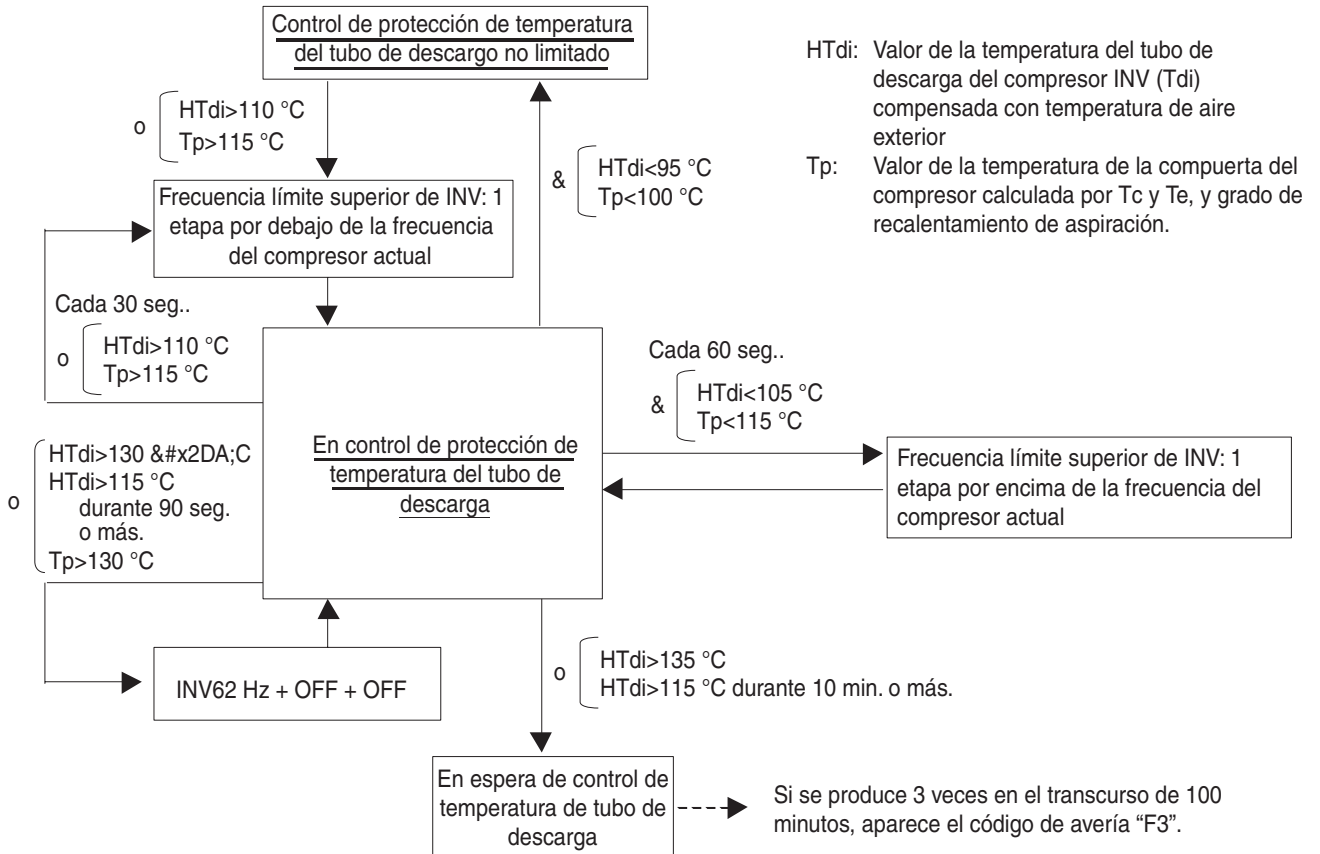 Control de protección de temperatura
del tubo de descargo no limitado
HTdi: Valor de la temperatura del tubo de
descarga del compresor INV (Tdi)
compensada con temperatura de aire
exterior
Tp: Valor de la temperatura de la compuerta del
compresor calculada por Tc y Te, y grado de
recalentamiento de aspiración.
o
HTdi>110 °C
Tp>115 °C
&
HTdi<95 °C
Tp<100 °C
Frecuencia límite superior de INV: 1
etapa por debajo de la frecuencia
del compresor actual
Cada 30 seg..
o
HTdi>110 °C
Tp>115 °C
Cada 60 seg..
&
HTdi<105 °C
Tp<115 °C
o
HTdi>130 &#x2DA;C
HTdi>115 °C
durante 90 seg.
o más.
Tp>130 °C
En control de protección de
temperatura del tubo de
descarga
Frecuencia límite superior de INV: 1
etapa por encima de la frecuencia del
compresor actual
INV62 Hz + OFF + OFF
o
HTdi>135 °C
HTdi>115 °C durante 10 min. o más.
En espera de control de
temperatura de tubo de
descarga
Si se produce 3 veces en el transcurso de 100
minutos, aparece el código de avería “F3”.